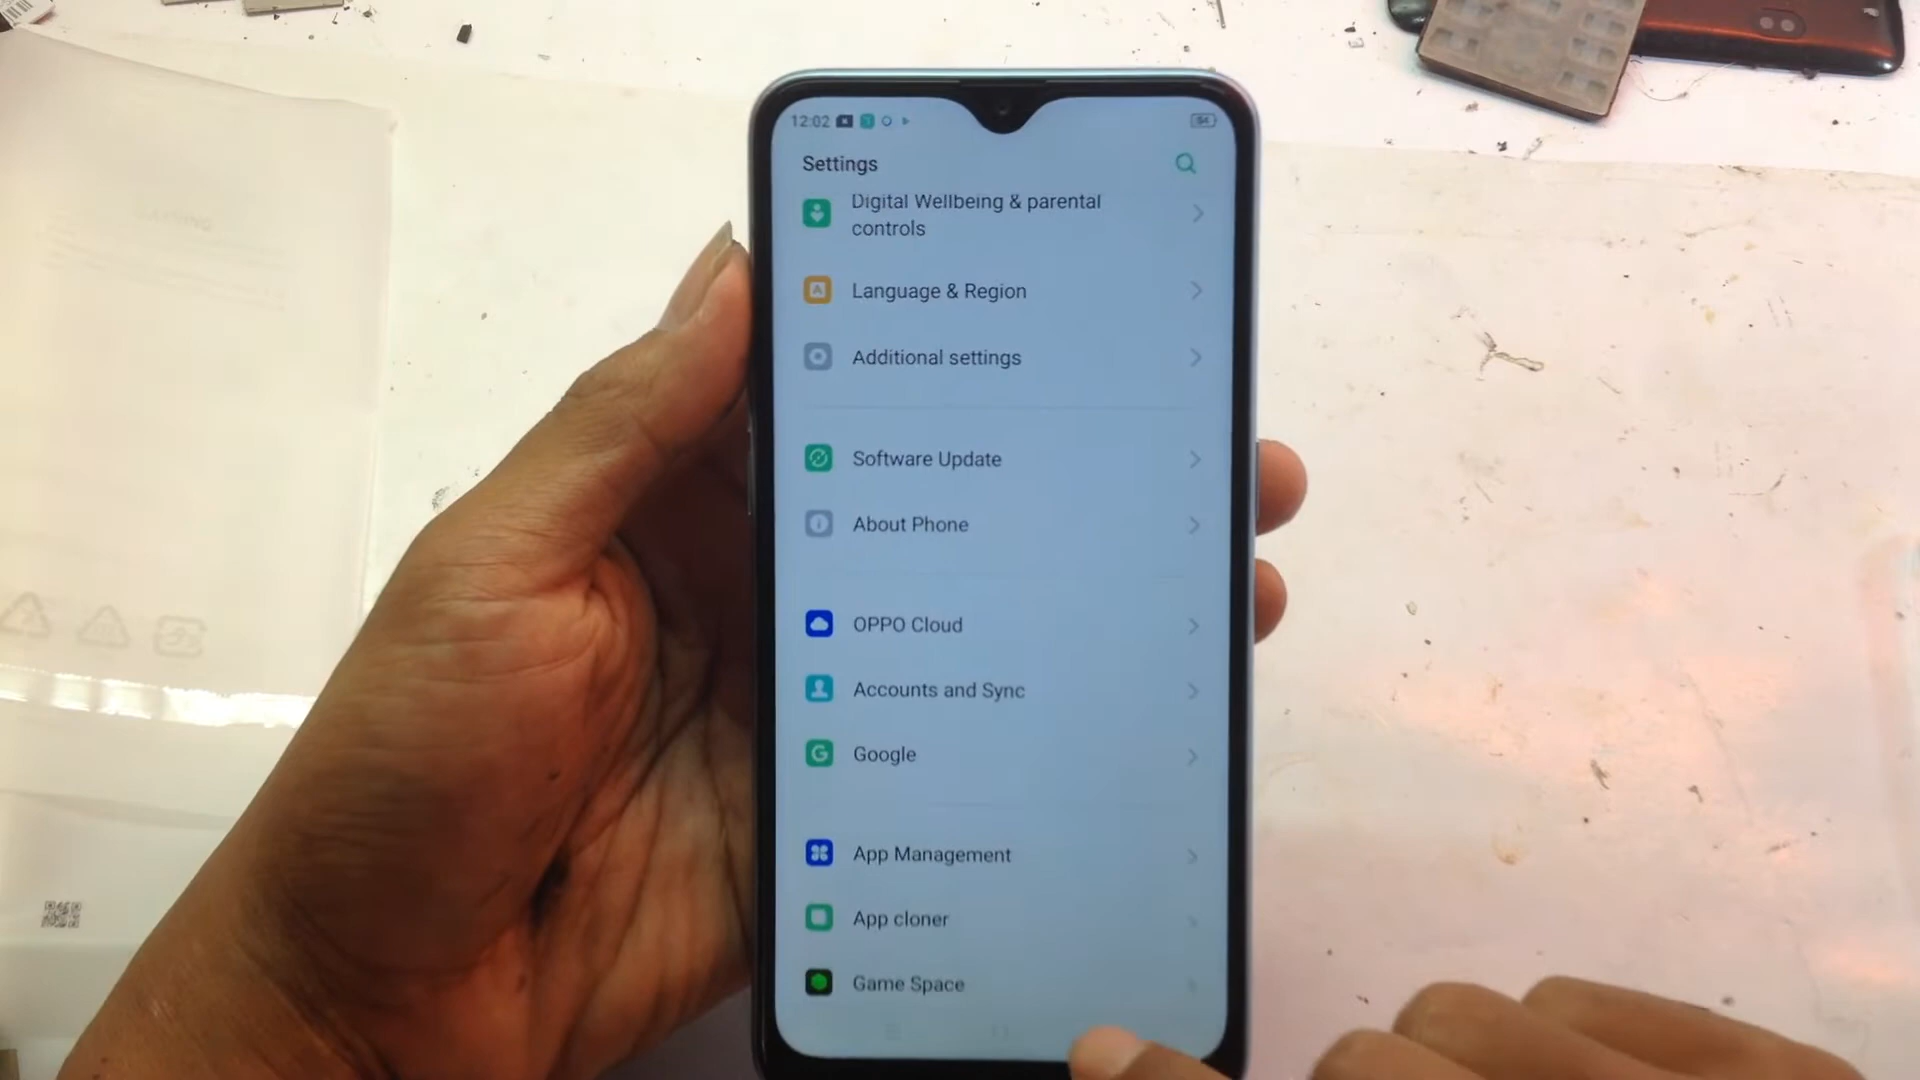 12:02
54
Settings
Digital Wellbeing & parental
controls
Language & Region
Additional settings
Software Update
About Phone
OPPO Cloud
Accounts and Sync
Google
App Management
App cloner
Game Space